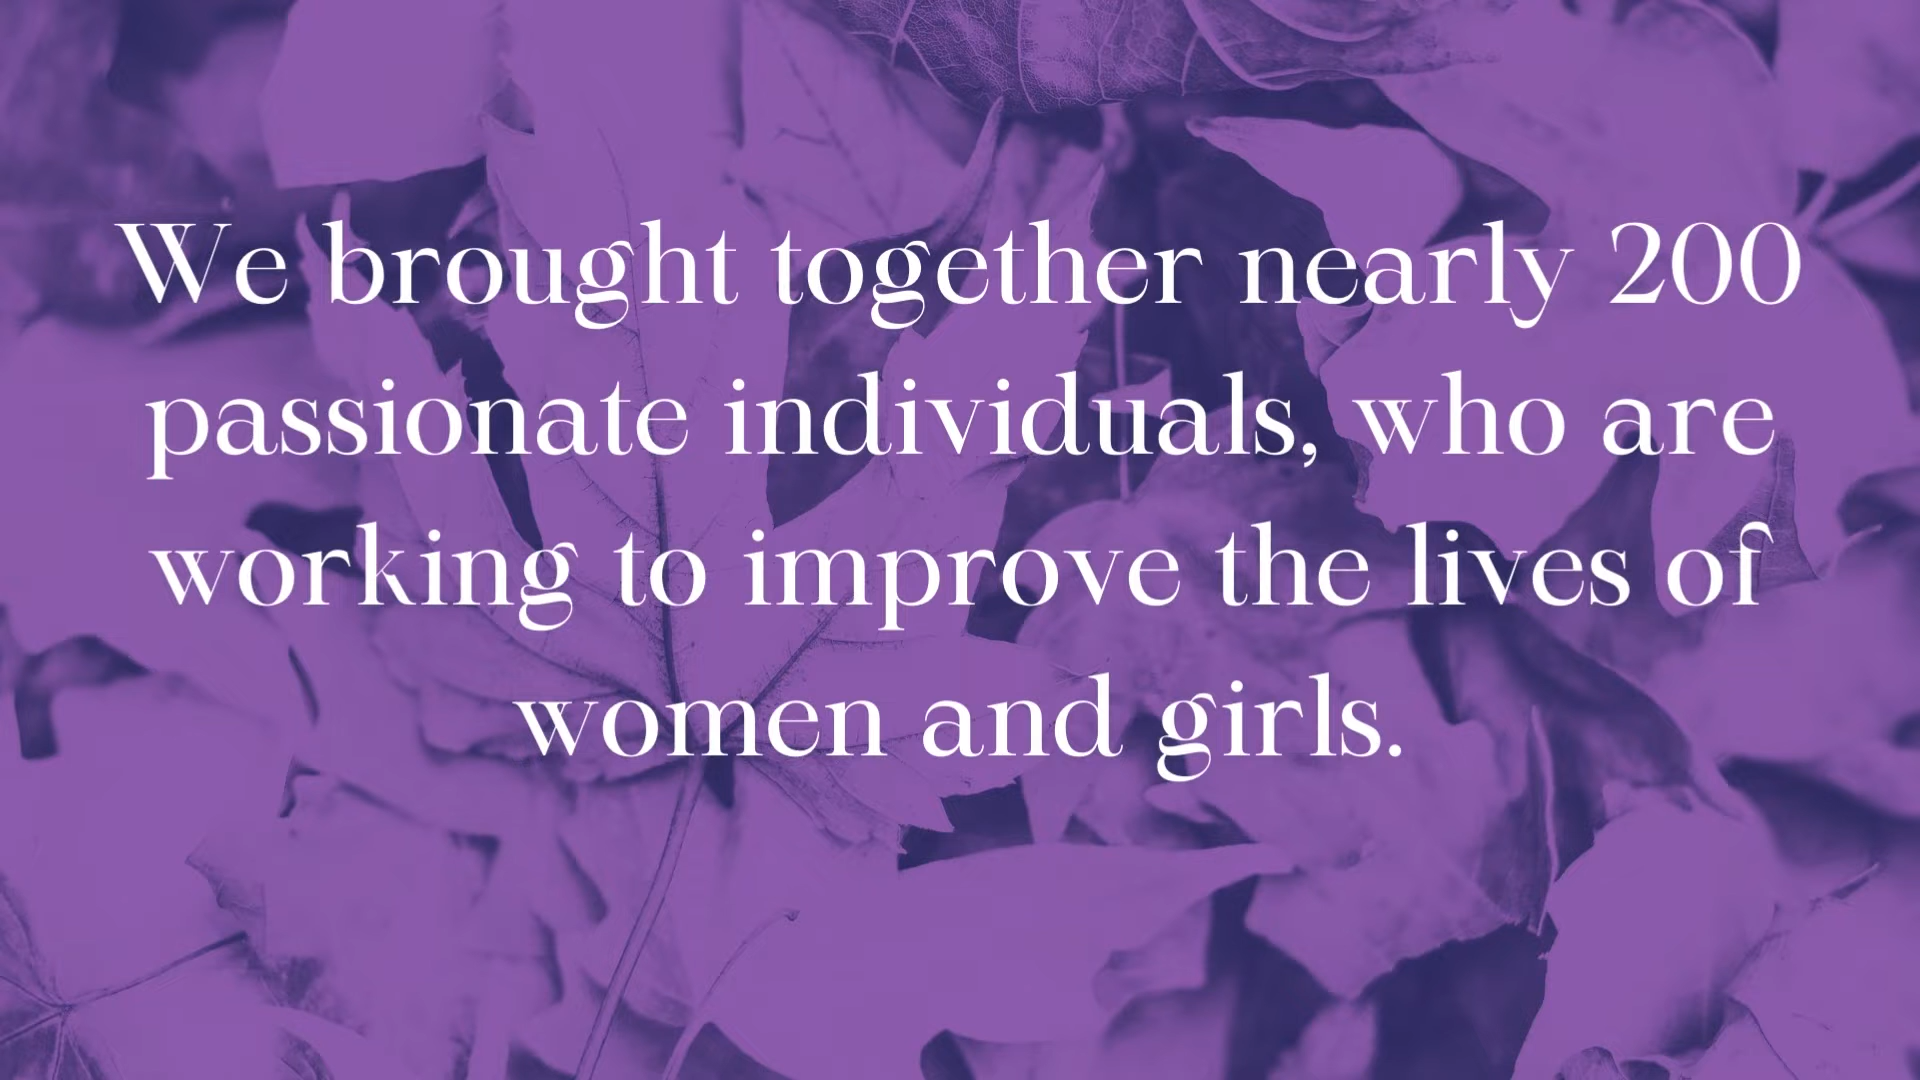 We brought together nearly 200
passionate individuals, who are
working to improve the lives of
women and girls.